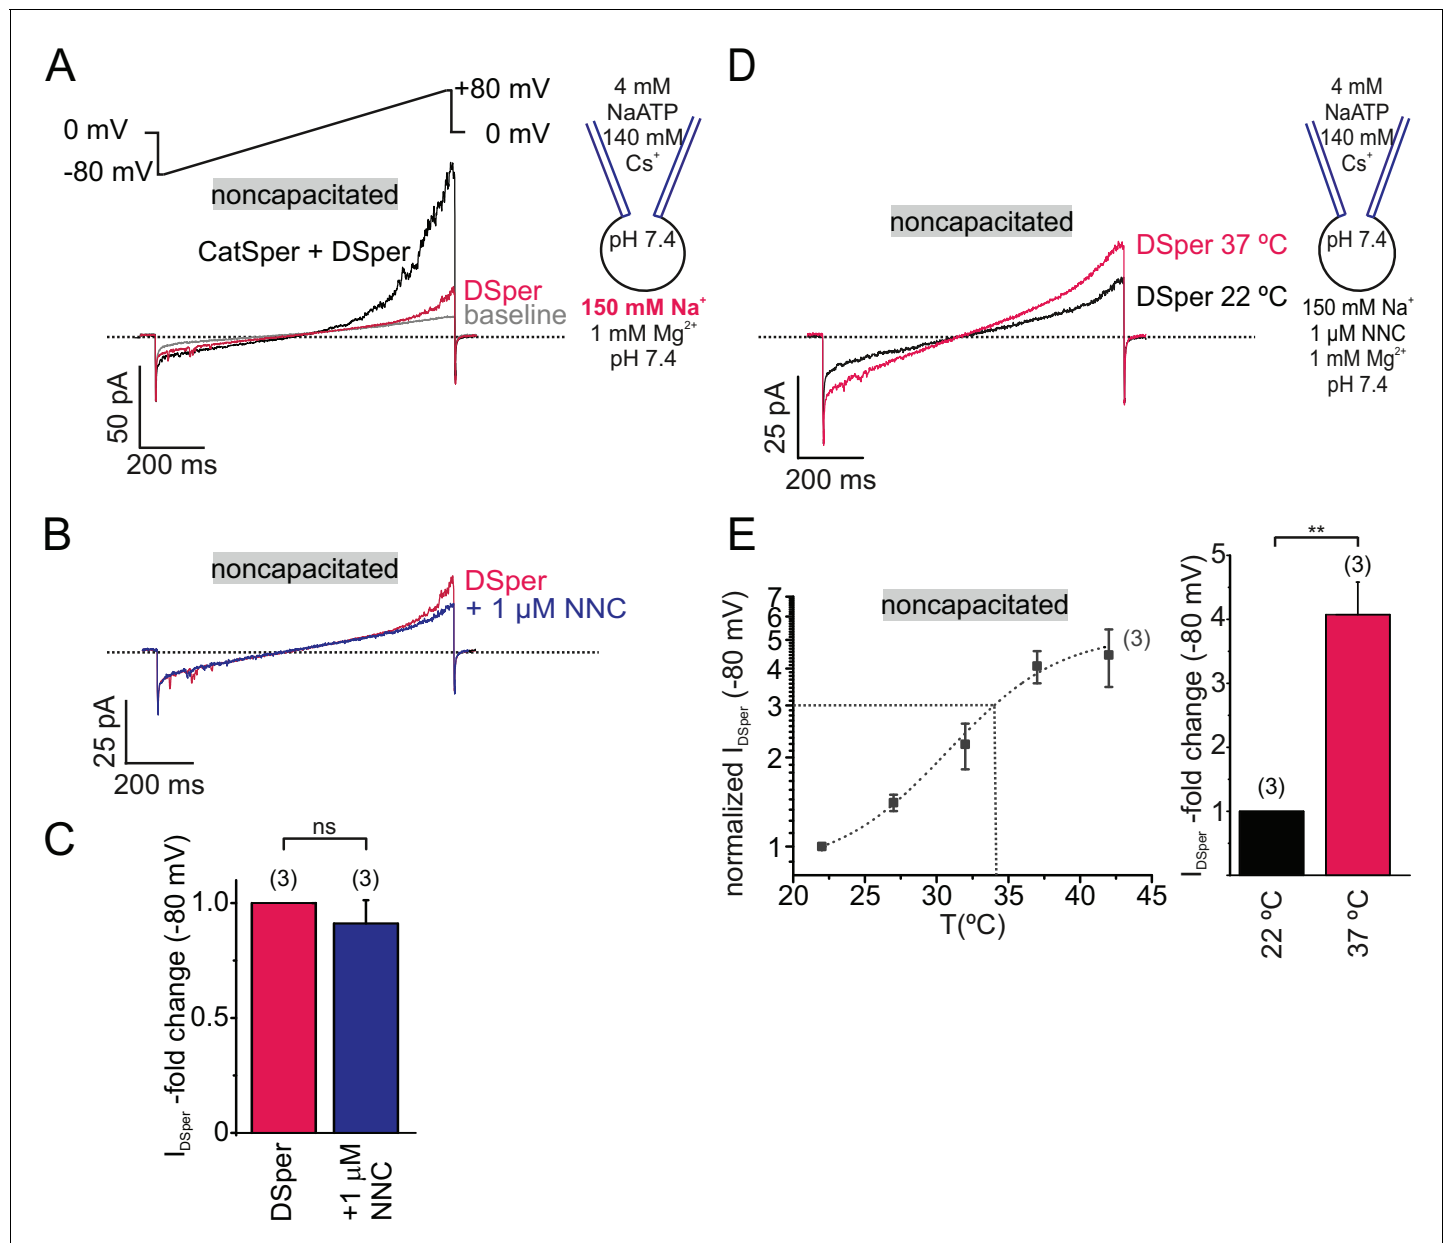 A
0 mV
-80 mV
+80 mV
0 mV
noncapacitated
CatSper + DSper
DSper
baseline
50 pA
200 ms
4 mM
NaATP
140 mM
Cs⁺
pH 7.4
150 mM Na⁺
1 mM Mg²⁺
pH 7.4
B
noncapacitated
DSper
+ 1 µM NNC
25 pA
200 ms
C
ns
(3)
(3)
I_DSper -fold change (-80 mV)
1.0
0.5
0
DSper
+1 µM
NNC
D
noncapacitated
DSper 37 ºC
DSper 22 ºC
25 pA
200 ms
4 mM
NaATP
140 mM
Cs⁺
pH 7.4
150 mM Na⁺
1 µM NNC
1 mM Mg²⁺
pH 7.4
E
noncapacitated
normalized I_DSper (-80 mV)
7
6
5
4
3
2
1
(3)
20 25 30 35 40 45
T(ºC)
**
(3)
(3)
I_DSper -fold change (-80 mV)
5
4
3
2
1
22 ºC
37 ºC